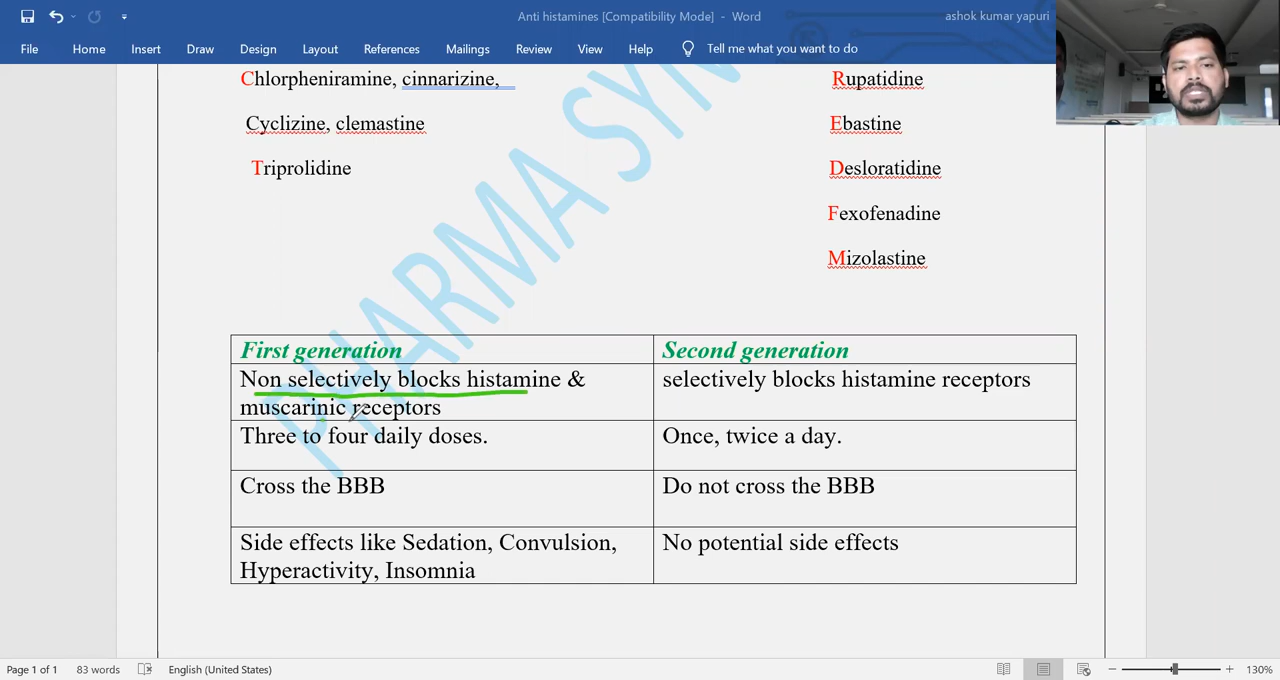 Anti histamines [Compatibility Mode] - Word
ashok kumar yapuri
File Home Insert Draw Design Layout References Mailings Review View Help Tell me what you want to do
Chlorpheniramine, cinnarizine,
Cyclizine, clemastine
Triprolidine
Rupatidine
Ebastine
Desloratidine
Fexofenadine
Mizolastine
PHARMA SYN
First generation
Second generation
Non selectively blocks histamine &
muscarinic receptors
selectively blocks histamine receptors
Three to four daily doses.
Once, twice a day.
Cross the BBB
Do not cross the BBB
Side effects like Sedation, Convulsion,
Hyperactivity, Insomnia
No potential side effects
Page 1 of 1 83 words English (United States) 130%